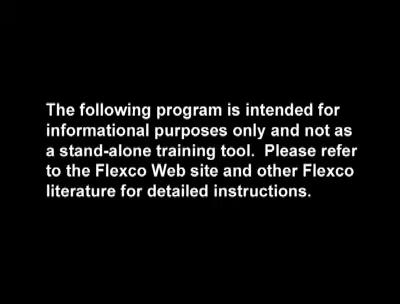 The following program is intended for
informational purposes only and not as
a stand-alone training tool.  Please refer
to the Flexco Web site and other Flexco
literature for detailed instructions.